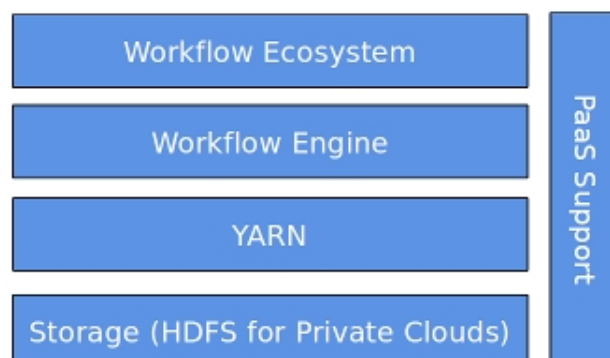 Workflow Ecosystem
Workflow Engine
YARN
Storage (HDFS for Private Clouds)
PaaS Support